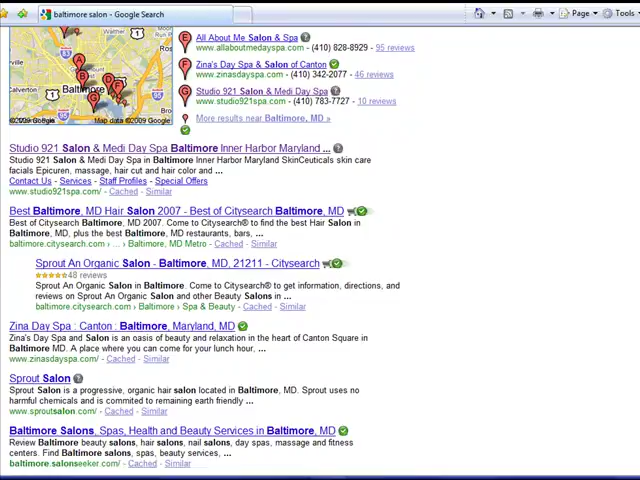 baltimore salon - Google Search
Page
Tools
E All About Me Salon & Spa
www.allaboutmedayspa.com - (410) 828-8929 - 95 reviews
F Zina's Day Spa & Salon of Canton
www.zinasdayspa.com - (410) 342-2077 - 46 reviews
G Studio 921 Salon & Medi Day Spa
www.studio921spa.com - (410) 783-7727 - 10 reviews
More results near Baltimore, MD »
A
B
D
F
G
Baltimore
©2009 Google Map data ©2009 Google
Studio 921 Salon & Medi Day Spa Baltimore Inner Harbor Maryland ...
Studio 921 Salon & Medi Day Spa in Baltimore Inner Harbor Maryland SkinCeuticals skin care
facials Epicuren, massage, hair cut and hair color and ...
Contact Us - Services - Staff Profiles - Special Offers
www.studio921spa.com/ - Cached - Similar
Best Baltimore, MD Hair Salon 2007 - Best of Citysearch Baltimore, MD
Best of Citysearch Baltimore, MD 2007. Come to Citysearch® to find the best Hair Salon in
Baltimore, MD, plus the best Baltimore, MD restaurants, bars, ...
baltimore.citysearch.com › ... › Baltimore, MD Metro - Cached - Similar
Sprout An Organic Salon - Baltimore, MD, 21211 - Citysearch
48 reviews
Sprout An Organic Salon in Baltimore. Come to Citysearch® to get information, directions, and
reviews on Sprout An Organic Salon and other Beauty Salons in ...
baltimore.citysearch.com › Baltimore › Spa & Beauty - Cached - Similar
Zina Day Spa : Canton : Baltimore, Maryland, MD
Zina's Day Spa and Salon is an oasis of beauty and relaxation in the heart of Canton Square in
Baltimore MD. A place where you can come for your lunch hour, ...
www.zinasdayspa.com/ - Cached - Similar
Sprout Salon
Sprout Salon is a progressive, organic hair salon located in Baltimore, MD. Sprout uses no
harmful chemicals and is commited to remaining earth friendly ...
www.sproutsalon.com/ - Cached - Similar
Baltimore Salons, Spas, Health and Beauty Services in Baltimore, MD
Review Baltimore beauty salons, hair salons, nail salons, day spas, massage and fitness
centers. Find Baltimore salons, spas, beauty services, ...
baltimore.salonseeker.com/ - Cached - Similar